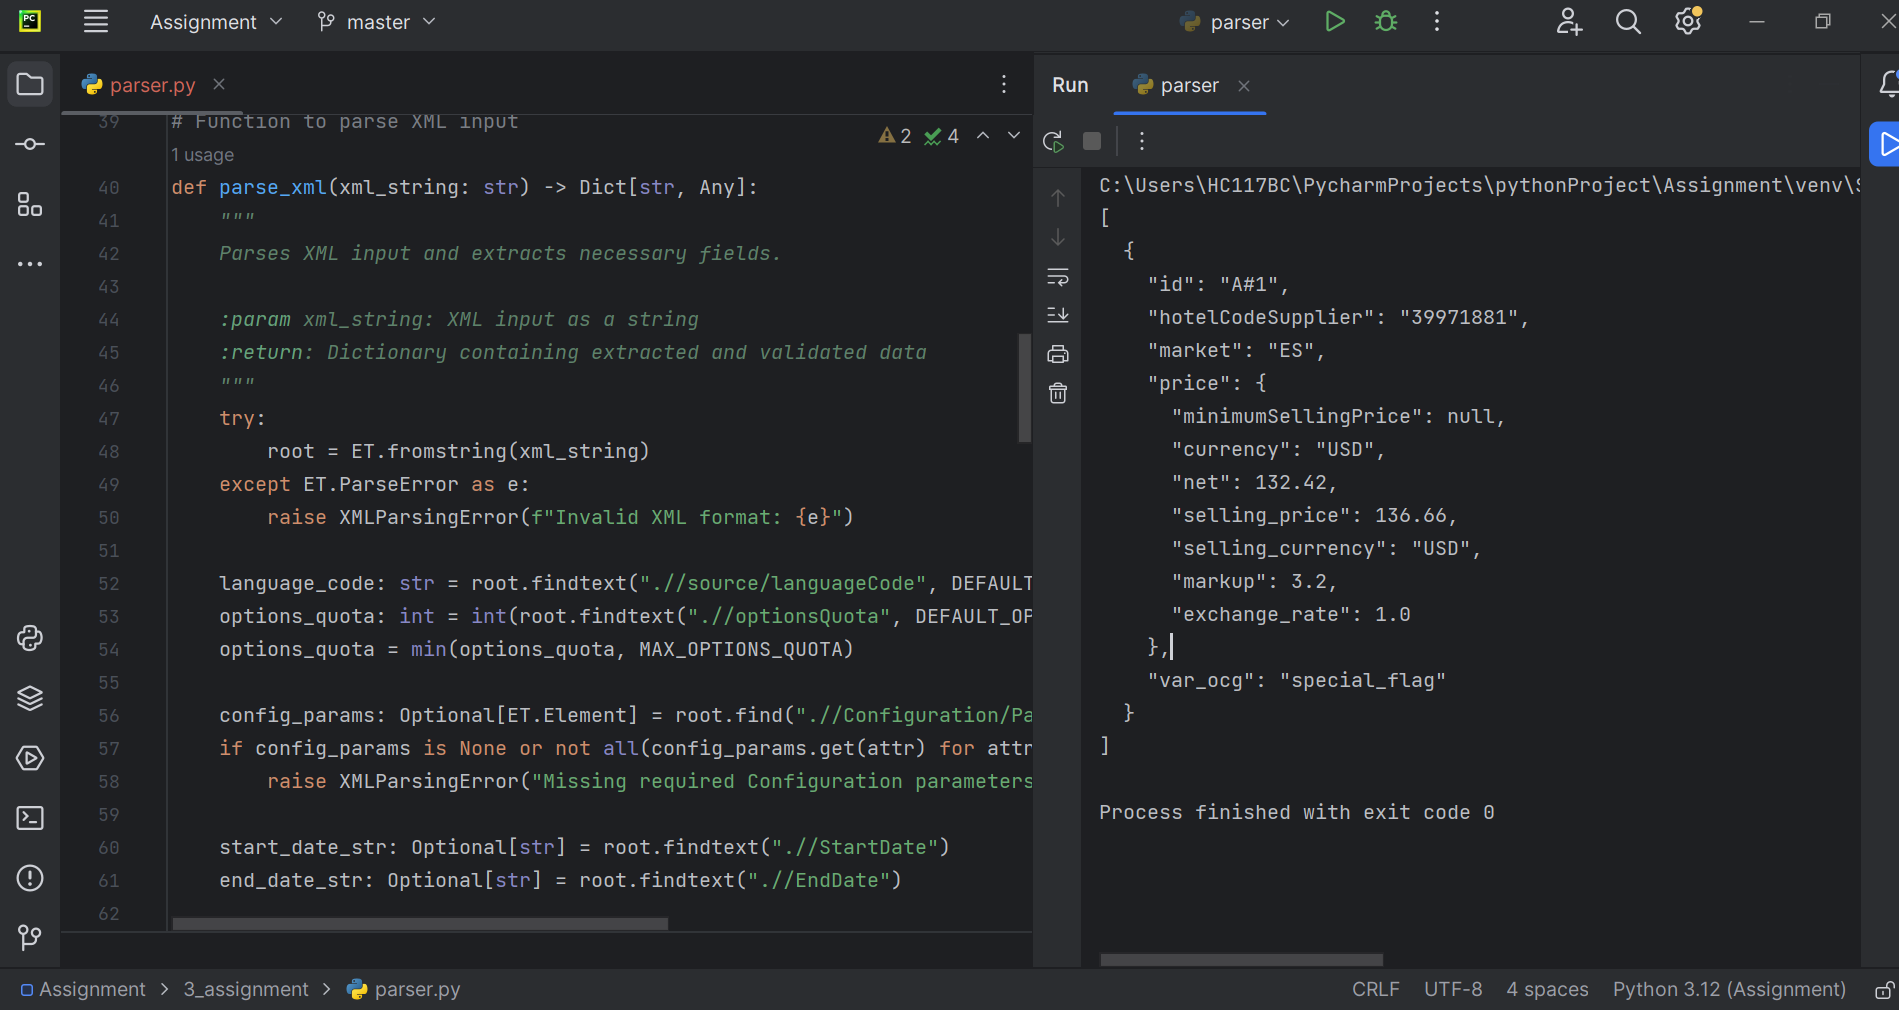 PC
Assignment
master
parser
parser.py
2
4
39 # Function to parse XML input
1 usage
40 def parse_xml(xml_string: str) -> Dict[str, Any]:
41 """
42 Parses XML input and extracts necessary fields.
43
44 :param xml_string: XML input as a string
45 :return: Dictionary containing extracted and validated data
46 """
47 try:
48 root = ET.fromstring(xml_string)
49 except ET.ParseError as e:
50 raise XMLParsingError(f"Invalid XML format: {e}")
51
52 language_code: str = root.findtext(".//source/languageCode", DEFAULT
53 options_quota: int = int(root.findtext(".//optionsQuota", DEFAULT_OP
54 options_quota = min(options_quota, MAX_OPTIONS_QUOTA)
55
56 config_params: Optional[ET.Element] = root.find(".//Configuration/Pa
57 if config_params is None or not all(config_params.get(attr) for attr
58 raise XMLParsingError("Missing required Configuration parameters
59
60 start_date_str: Optional[str] = root.findtext(".//StartDate")
61 end_date_str: Optional[str] = root.findtext(".//EndDate")
62
Run
parser
C:\Users\HC117BC\PycharmProjects\pythonProject\Assignment\venv\S
[
{
"id": "A#1",
"hotelCodeSupplier": "39971881",
"market": "ES",
"price": {
"minimumSellingPrice": null,
"currency": "USD",
"net": 132.42,
"selling_price": 136.66,
"selling_currency": "USD",
"markup": 3.2,
"exchange_rate": 1.0
},
"var_ocg": "special_flag"
}
]
Process finished with exit code 0
Assignment > 3_assignment > parser.py
CRLF
UTF-8
4 spaces
Python 3.12 (Assignment)